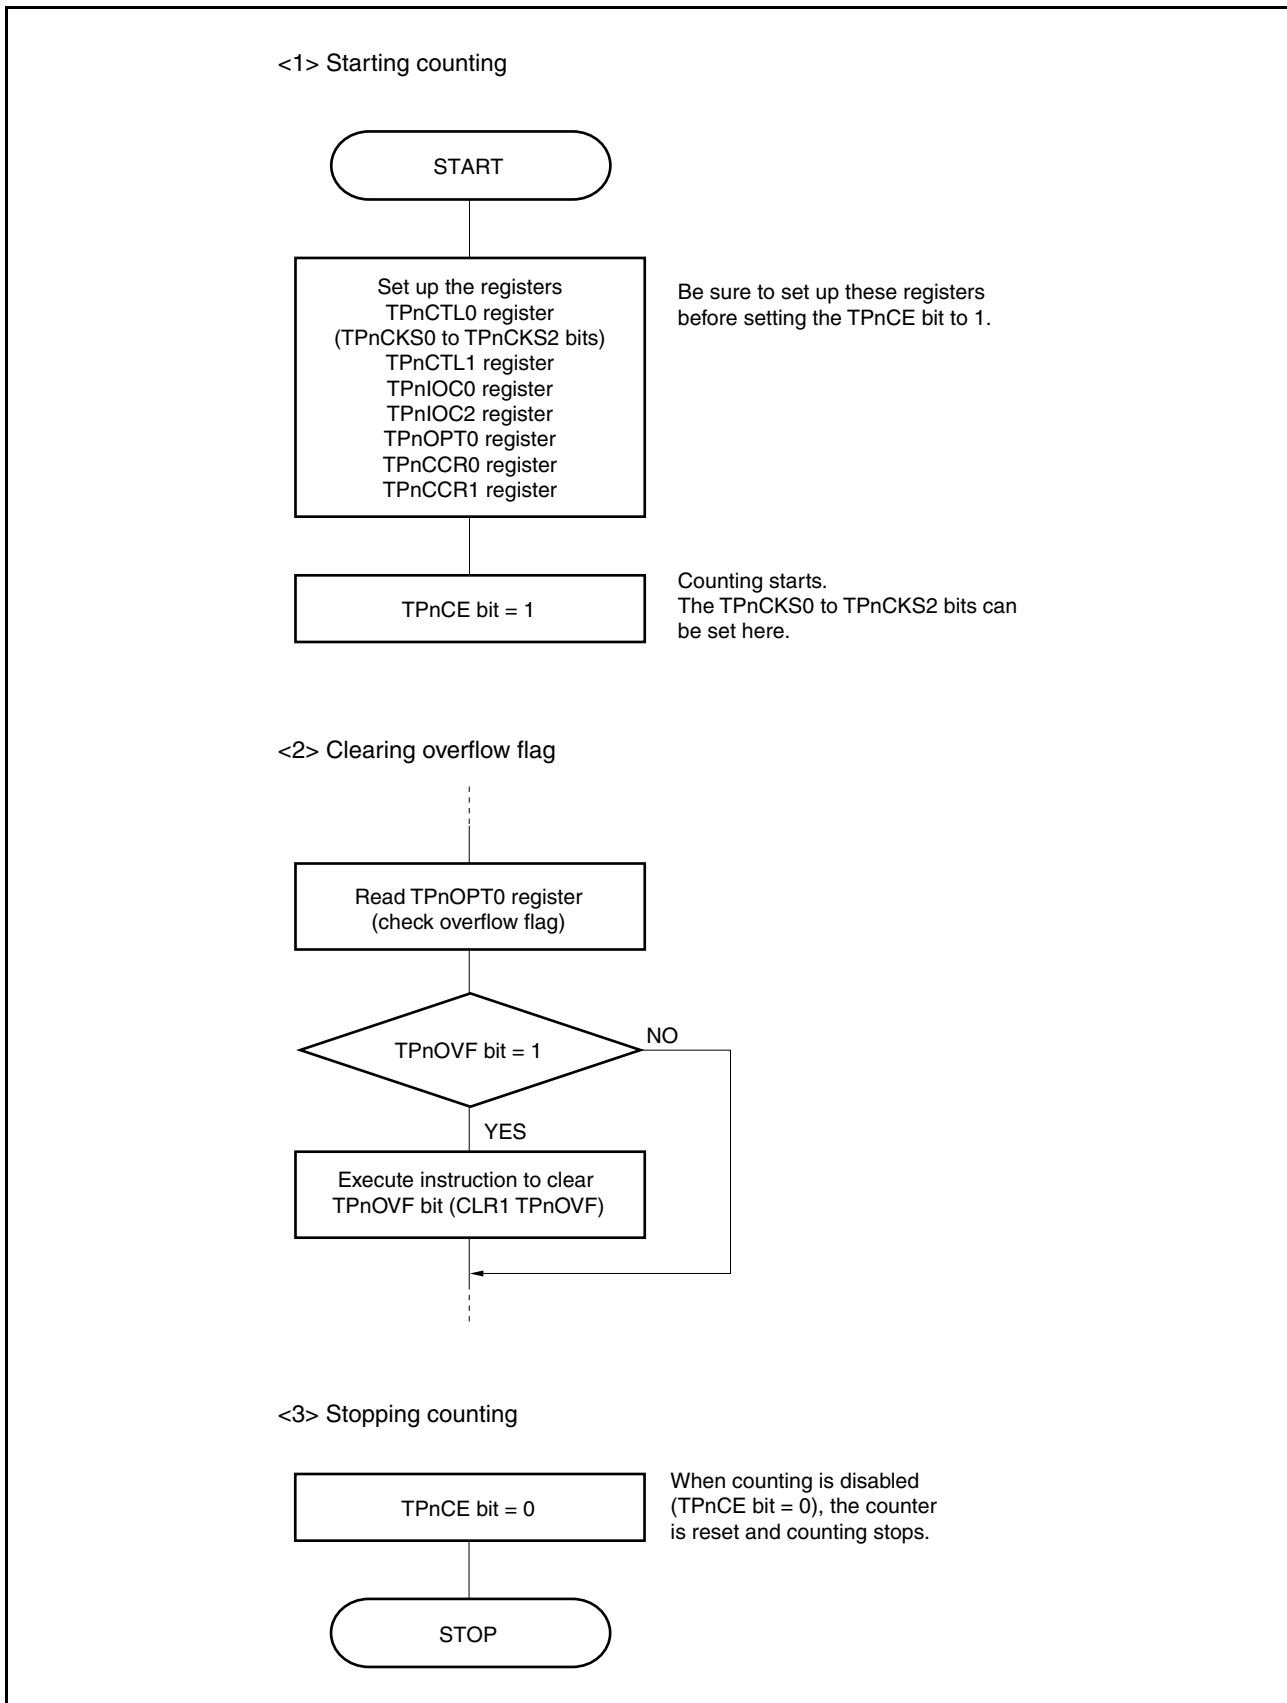 <1> Starting counting
START
Set up the registers
TPnCTL0 register
(TPnCKS0 to TPnCKS2 bits)
TPnCTL1 register
TPnIOC0 register
TPnIOC2 register
TPnOPT0 register
TPnCCR0 register
TPnCCR1 register
Be sure to set up these registers
before setting the TPnCE bit to 1.
TPnCE bit = 1
Counting starts.
The TPnCKS0 to TPnCKS2 bits can
be set here.
<2> Clearing overflow flag
Read TPnOPT0 register
(check overflow flag)
TPnOVF bit = 1
NO
YES
Execute instruction to clear
TPnOVF bit (CLR1 TPnOVF)
<3> Stopping counting
TPnCE bit = 0
When counting is disabled
(TPnCE bit = 0), the counter
is reset and counting stops.
STOP